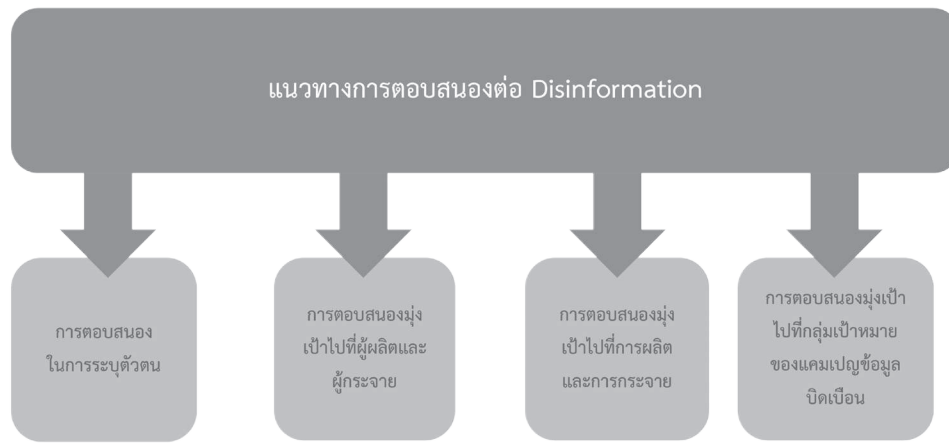 แนวทางการตอบสนองต่อ Disinformation
การตอบสนอง
ในการระบุตัวตน
การตอบสนองมุ่ง
เป้าไปที่ผู้ผลิตและ
ผู้กระจาย
การตอบสนองมุ่ง
เป้าไปที่การผลิต
และการกระจาย
การตอบสนองมุ่งเป้า
ไปที่กลุ่มเป้าหมาย
ของแคมเปญข้อมูล
บิดเบือน